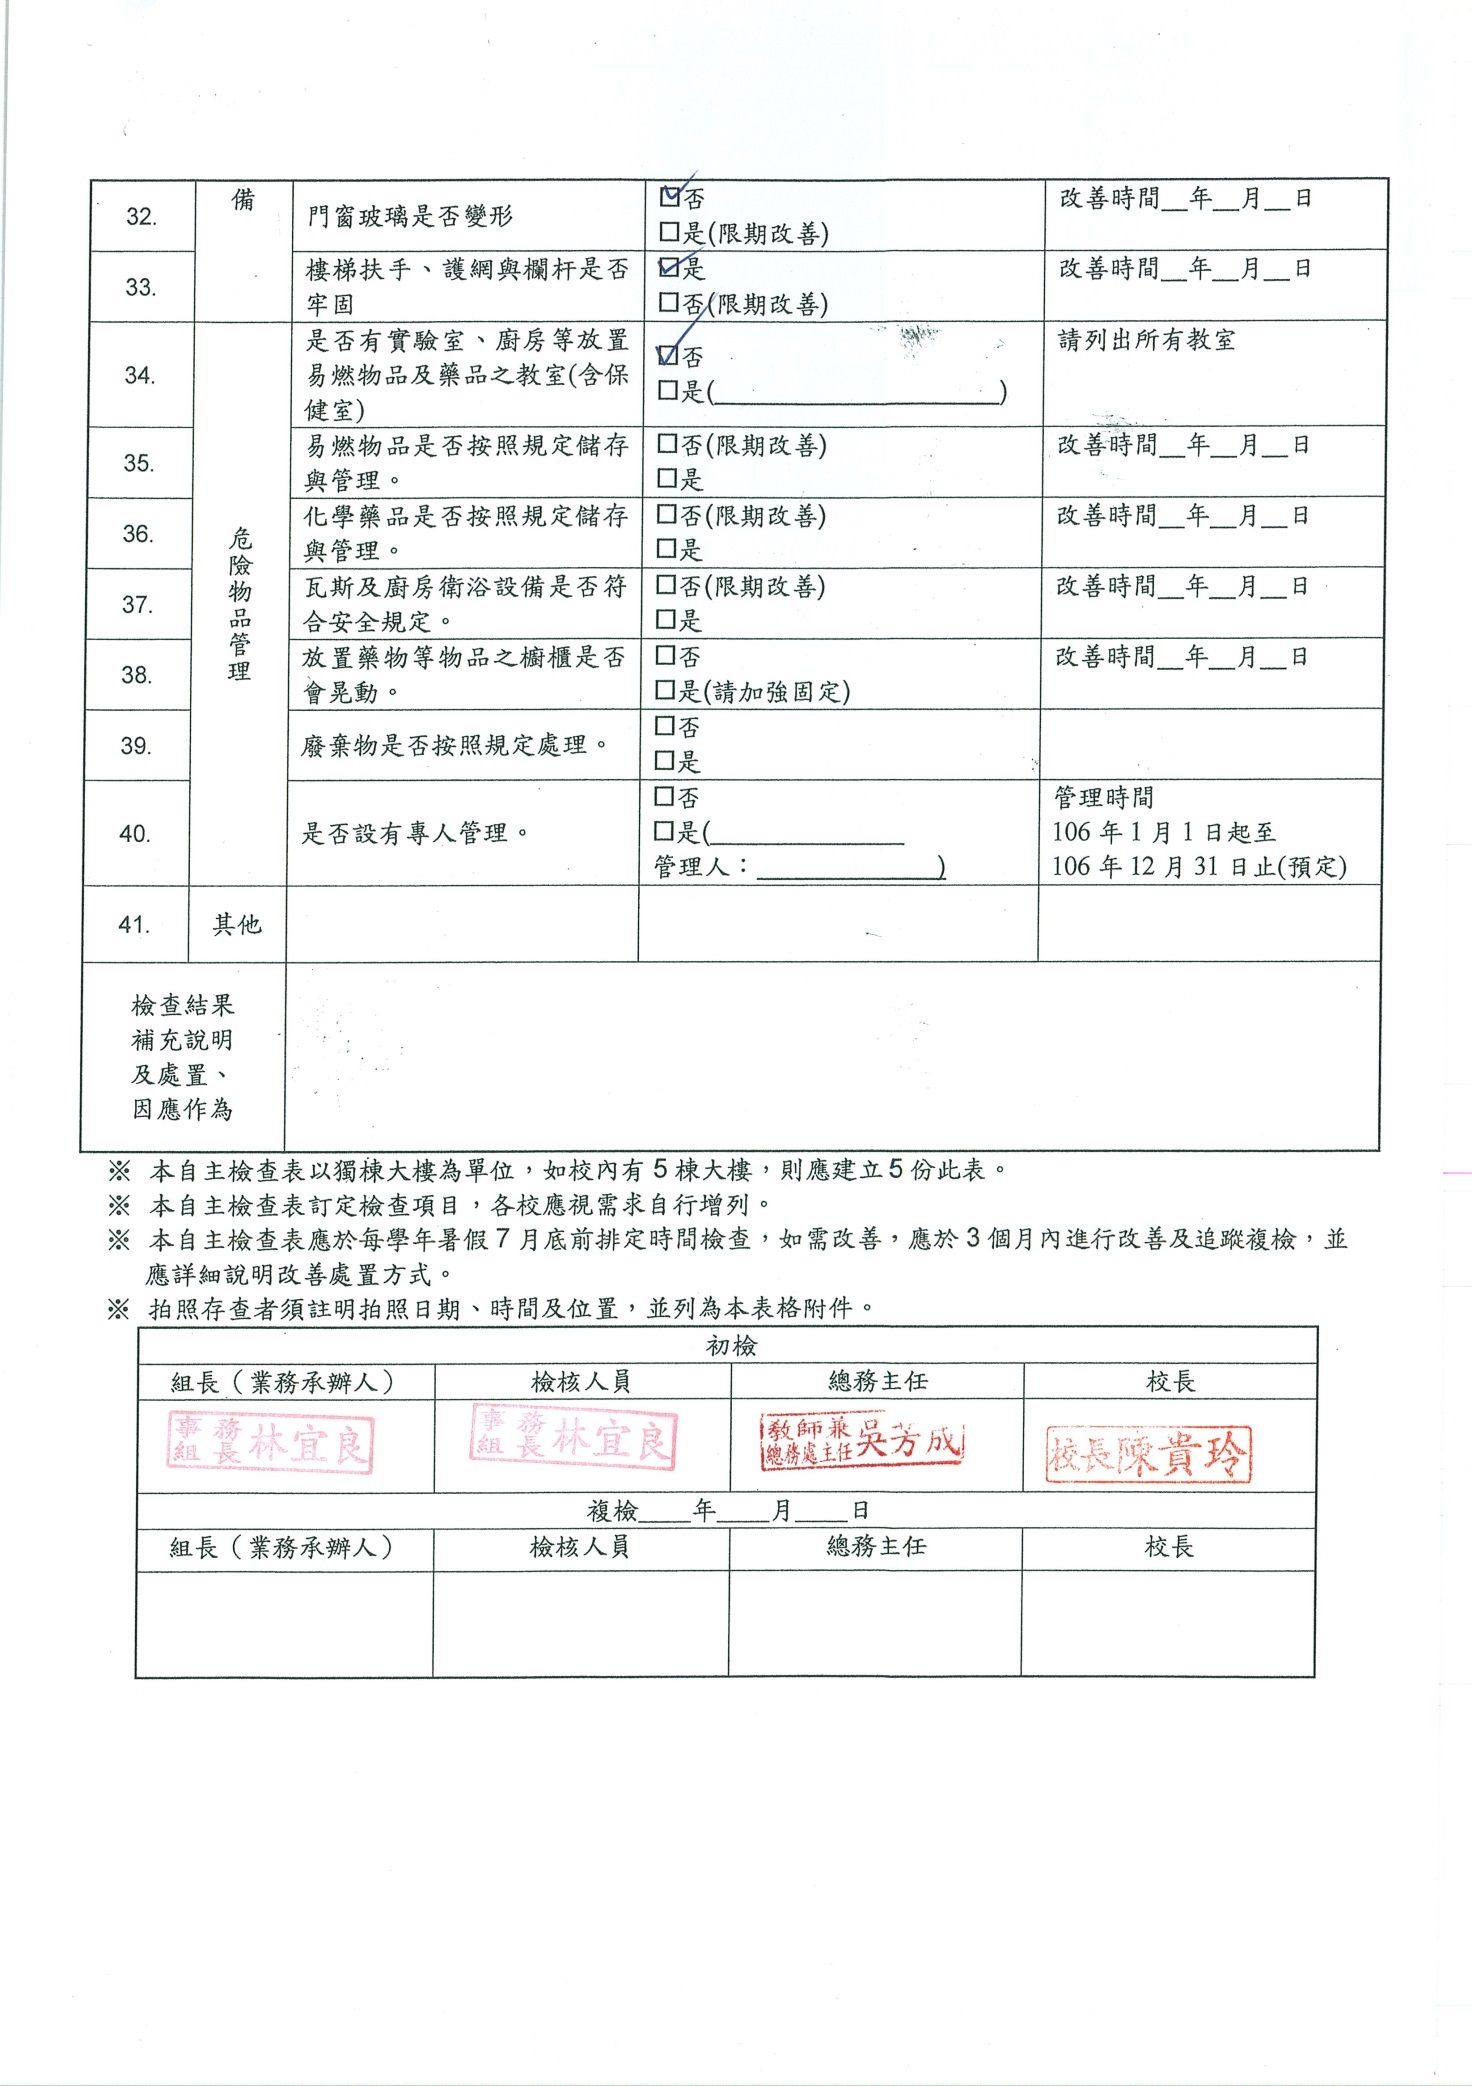 32.
備
門窗玻璃是否變形
☑否
□是(限期改善)
改善時間__年__月__日
33.
樓梯扶手、護網與欄杆是否
牢固
☑是
□否(限期改善)
改善時間__年__月__日
34.
危險物品管理
是否有實驗室、廚房等放置
易燃物品及藥品之教室(含保
健室)
☑否
□是(______________________)
請列出所有教室
35.
易燃物品是否按照規定儲存
與管理。
□否(限期改善)
□是
改善時間__年__月__日
36.
化學藥品是否按照規定儲存
與管理。
□否(限期改善)
□是
改善時間__年__月__日
37.
瓦斯及廚房衛浴設備是否符
合安全規定。
□否(限期改善)
□是
改善時間__年__月__日
38.
放置藥物等物品之櫥櫃是否
會晃動。
□否
□是(請加強固定)
改善時間__年__月__日
39.
廢棄物是否按照規定處理。
□否
□是
40.
是否設有專人管理。
□否
□是(_______________
管理人：______________)
管理時間
106 年 1 月 1 日起至
106 年 12 月 31 日止(預定)
41.
其他
檢查結果
補充說明
及處置、
因應作為
※ 本自主檢查表以獨棟大樓為單位，如校內有 5 棟大樓，則應建立 5 份此表。
※ 本自主檢查表訂定檢查項目，各校應視需求自行增列。
※ 本自主檢查表應於每學年暑假 7 月底前排定時間檢查，如需改善，應於 3 個月內進行改善及追蹤複檢，並
應詳細說明改善處置方式。
※ 拍照存查者須註明拍照日期、時間及位置，並列為本表格附件。
初檢
組長（業務承辦人） 檢核人員 總務主任 校長
事務組長林宜良 事務組長林宜良 教師兼總務處主任吳芳成 校長陳貴玲
複檢____年____月____日
組長（業務承辦人） 檢核人員 總務主任 校長